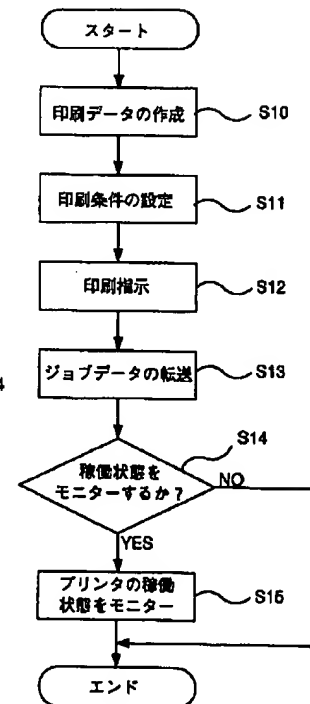 スタート
印刷データの作成
S10
印刷条件の設定
S11
印刷指示
S12
ジョブデータの転送
S13
4
S14
稼働状態を
モニターするか？
NO
YES
プリンタの稼働
状態をモニター
S15
エンド